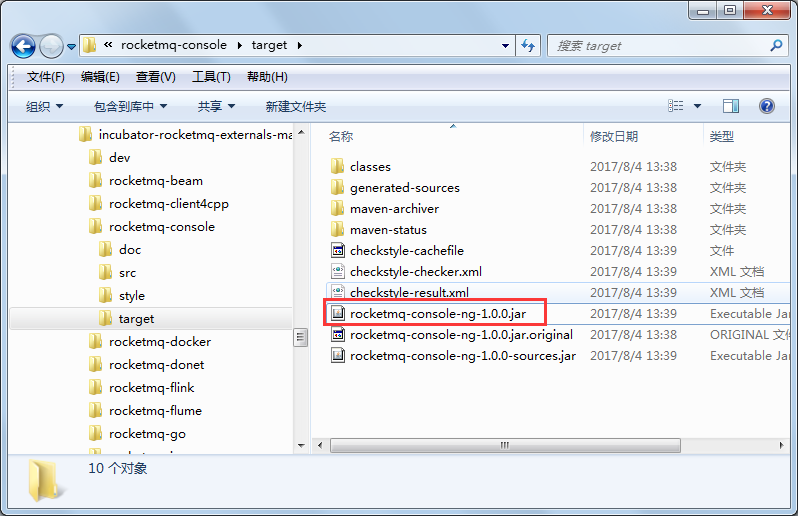 « rocketmq-console ▸ target ▸
搜索 target
文件(F) 编辑(E) 查看(V) 工具(T) 帮助(H)
组织 包含到库中 共享 新建文件夹
incubator-rocketmq-externals-ma
dev
rocketmq-beam
rocketmq-client4cpp
rocketmq-console
doc
src
style
target
rocketmq-docker
rocketmq-donet
rocketmq-flink
rocketmq-flume
rocketmq-go
名称 修改日期 类型
classes 2017/8/4 13:38 文件夹
generated-sources 2017/8/4 13:38 文件夹
maven-archiver 2017/8/4 13:38 文件夹
maven-status 2017/8/4 13:38 文件夹
checkstyle-cachefile 2017/8/4 13:39 文件
checkstyle-checker.xml 2017/8/4 13:39 XML 文档
checkstyle-result.xml 2017/8/4 13:39 XML 文档
rocketmq-console-ng-1.0.0.jar 2017/8/4 13:39 Executable Jar
rocketmq-console-ng-1.0.0.jar.original 2017/8/4 13:39 ORIGINAL 文件
rocketmq-console-ng-1.0.0-sources.jar 2017/8/4 13:39 Executable Jar
10 个对象